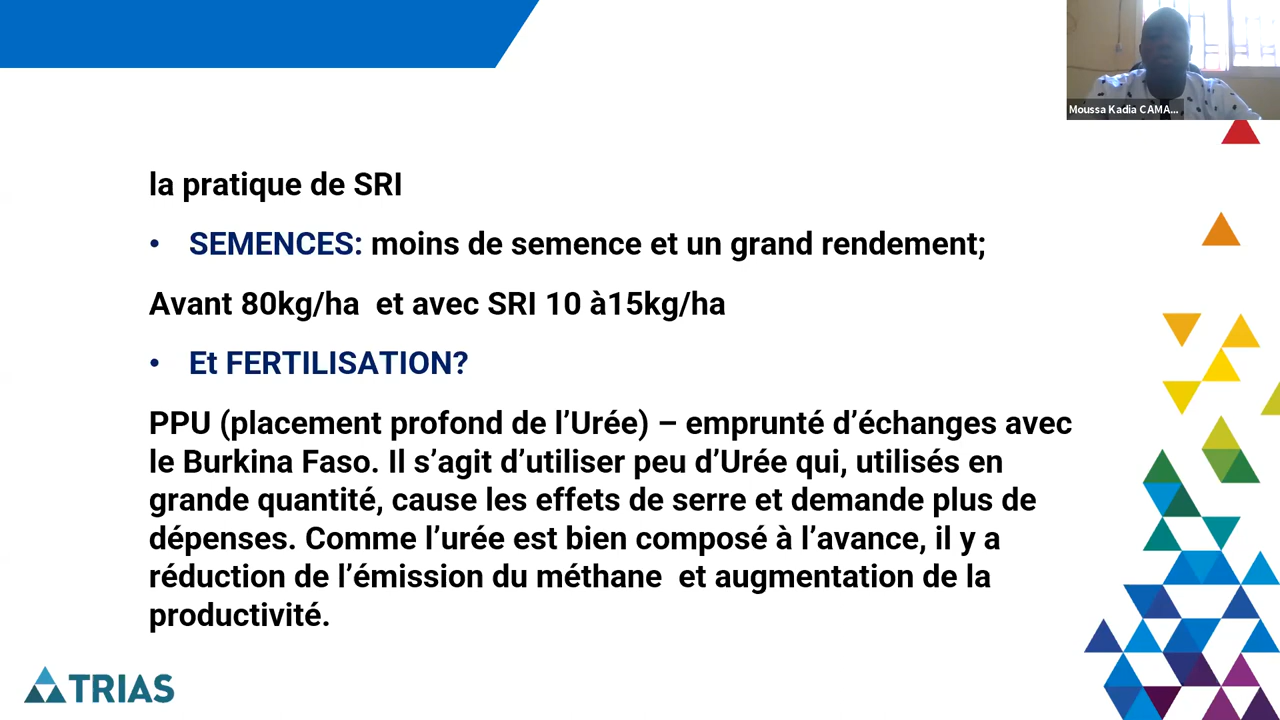 Moussa Kadia CAMA...
la pratique de SRI
• SEMENCES: moins de semence et un grand rendement;
Avant 80kg/ha et avec SRI 10 à15kg/ha
• Et FERTILISATION?
PPU (placement profond de l’Urée) – emprunté d’échanges avec
le Burkina Faso. Il s’agit d’utiliser peu d’Urée qui, utilisés en
grande quantité, cause les effets de serre et demande plus de
dépenses. Comme l’urée est bien composé à l’avance, il y a
réduction de l’émission du méthane et augmentation de la
productivité.
TRIAS